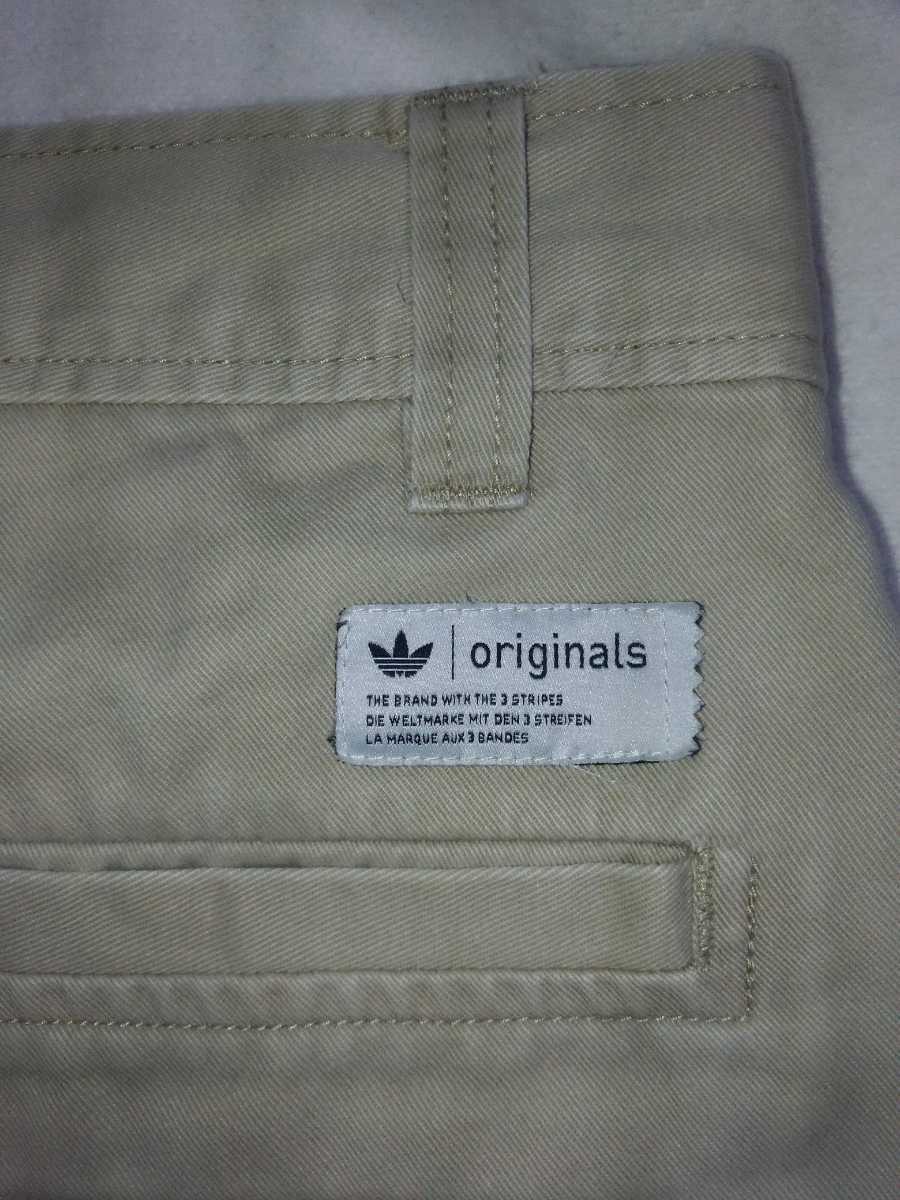 originals
THE BRAND WITH THE 3 STRIPES
DIE WELTMARKE MIT DEN 3 STREIFEN
LA MARQUE AUX 3 BANDES